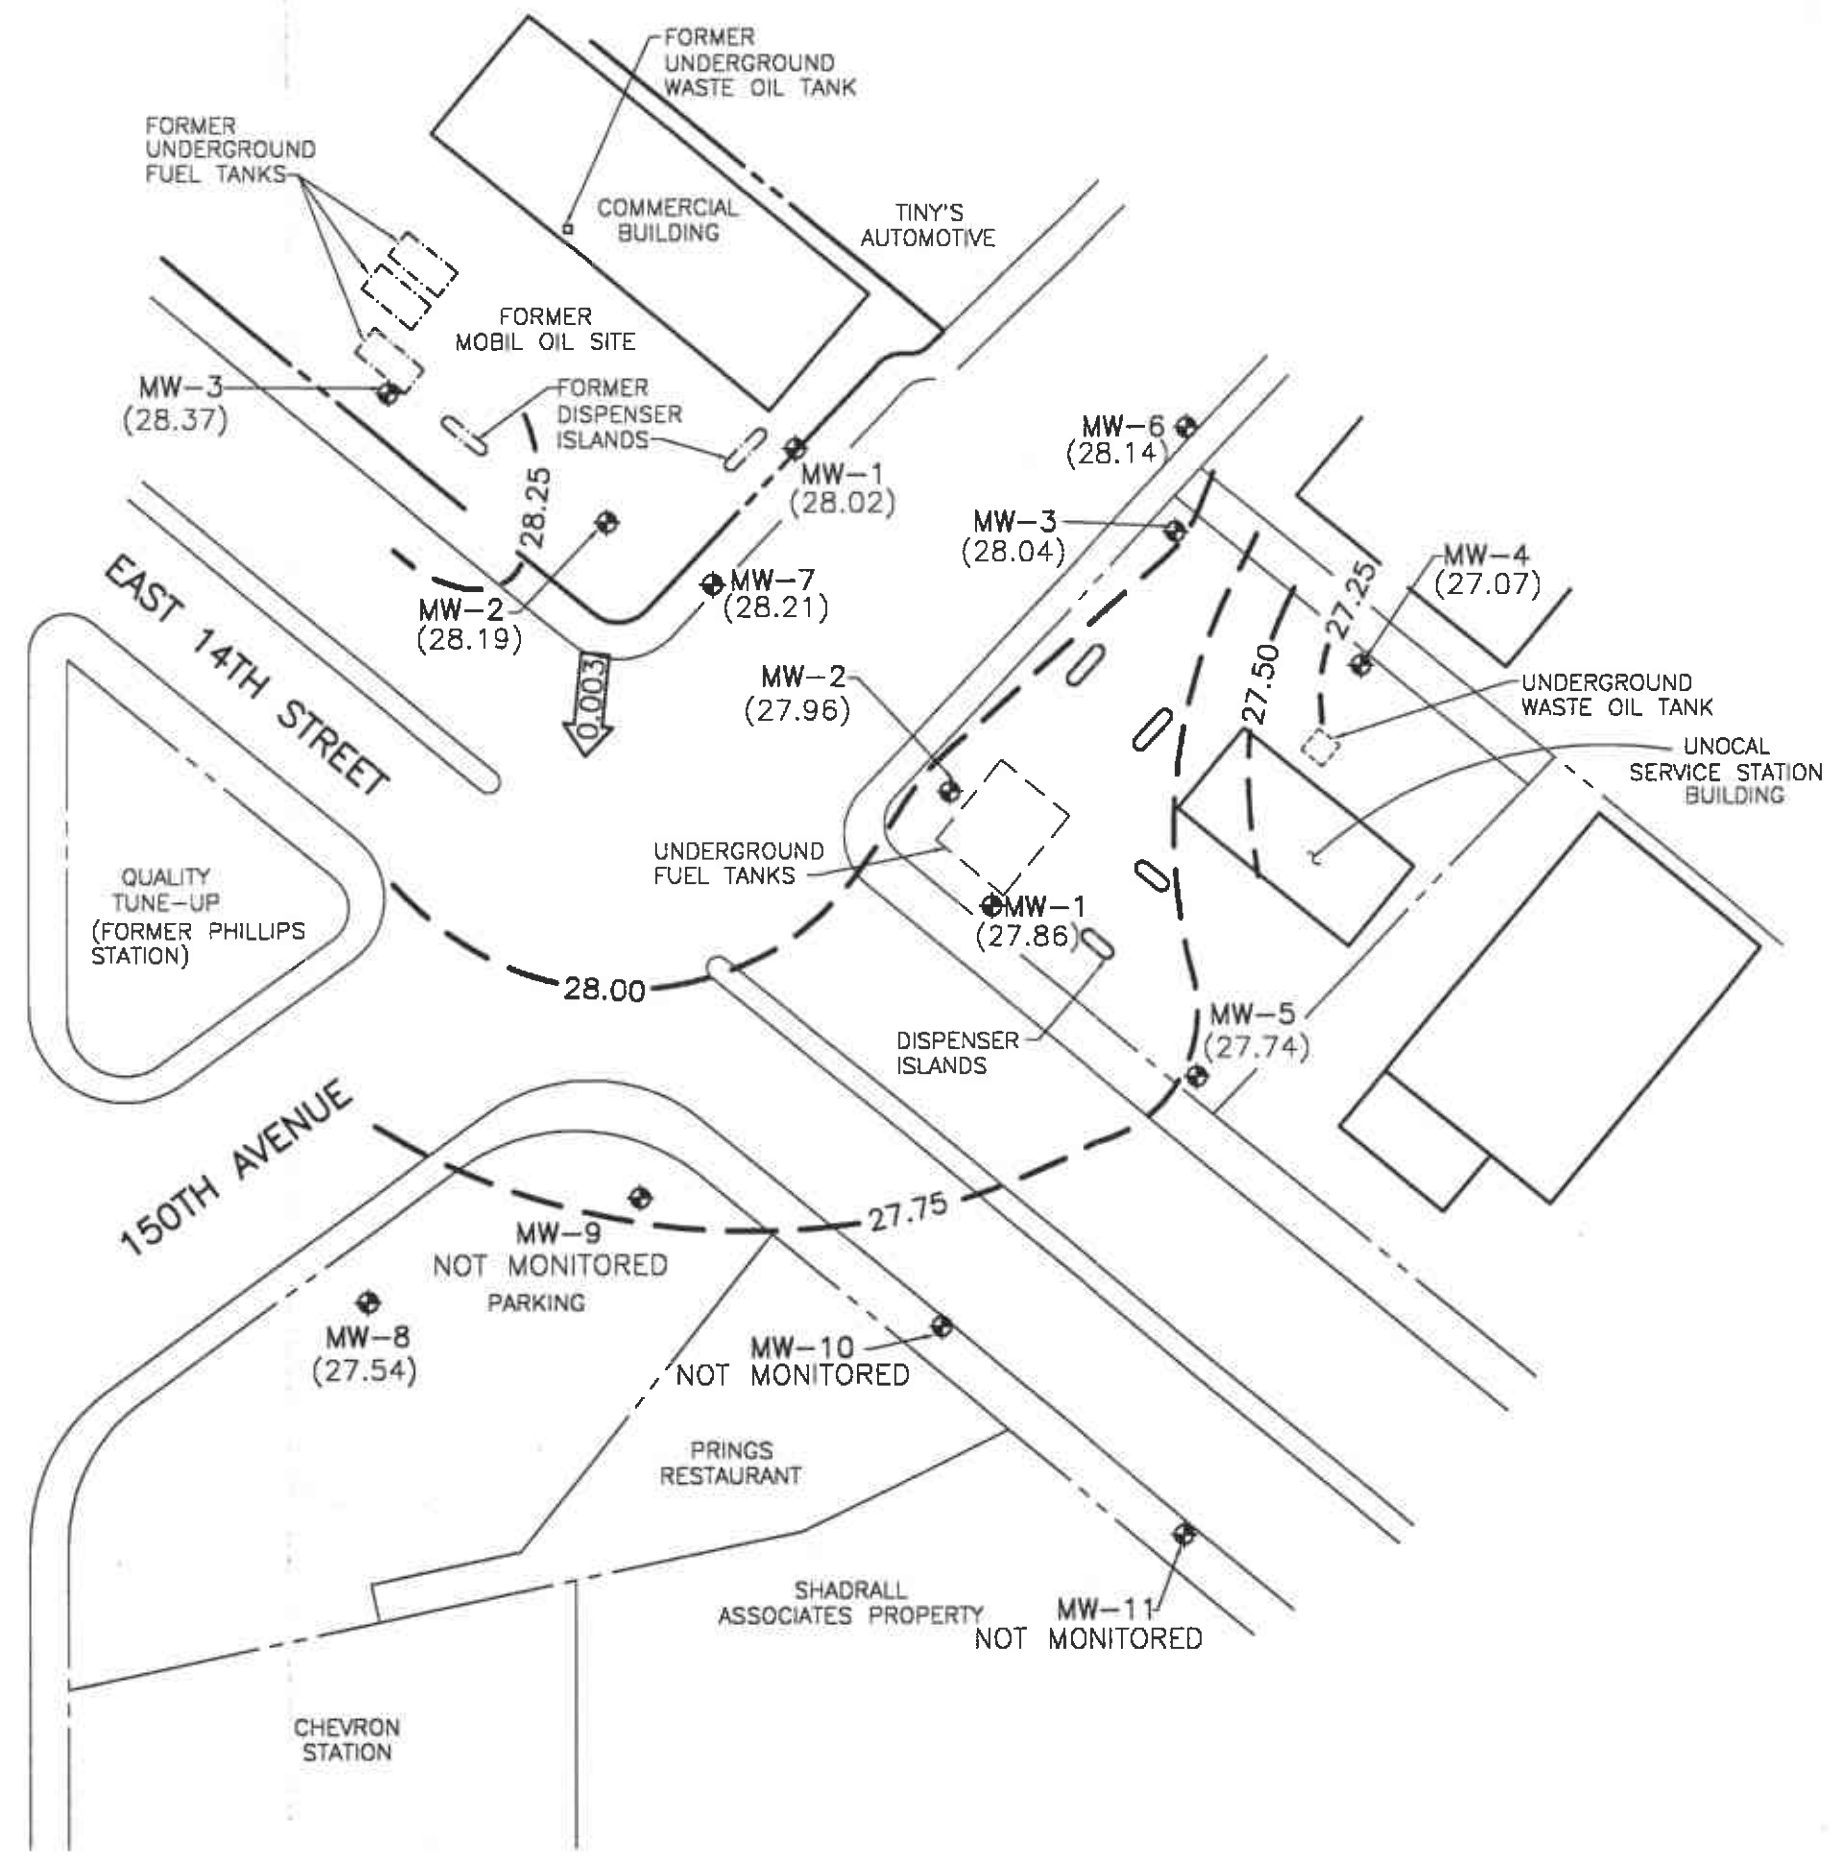 FORMER
UNDERGROUND
WASTE OIL TANK
FORMER
UNDERGROUND
FUEL TANKS
COMMERCIAL
BUILDING
TINY'S
AUTOMOTIVE
FORMER
MOBIL OIL SITE
MW-3
(28.37)
FORMER
DISPENSER
ISLANDS
28.25
MW-1
(28.02)
MW-6
(28.14)
MW-3
(28.04)
MW-4
(27.07)
27.25
EAST 14TH STREET
MW-2
(28.19)
MW-7
(28.21)
0.003
MW-2
(27.96)
27.50
UNDERGROUND
WASTE OIL TANK
UNOCAL
SERVICE STATION
BUILDING
QUALITY
TUNE-UP
(FORMER PHILLIPS
STATION)
UNDERGROUND
FUEL TANKS
MW-1
(27.86)
28.00
DISPENSER
ISLANDS
MW-5
(27.74)
150TH AVENUE
27.75
MW-9
NOT MONITORED
PARKING
MW-8
(27.54)
MW-10
NOT MONITORED
PRINGS
RESTAURANT
SHADRALL
ASSOCIATES PROPERTY
MW-11
NOT MONITORED
CHEVRON
STATION